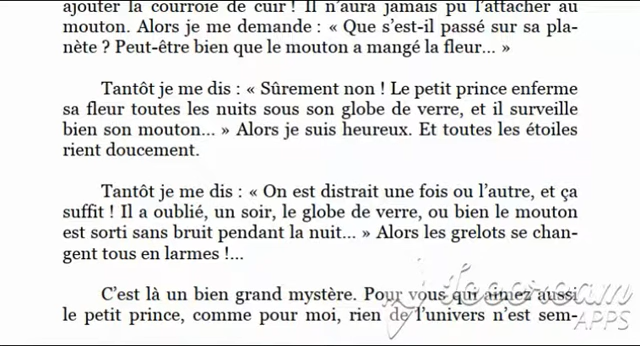 ajouter la courroie de cuir ! Il n’aura jamais pu l’attacher au
mouton. Alors je me demande : « Que s’est-il passé sur sa pla-
nète ? Peut-être bien que le mouton a mangé la fleur… »
Tantôt je me dis : « Sûrement non ! Le petit prince enferme
sa fleur toutes les nuits sous son globe de verre, et il surveille
bien son mouton… » Alors je suis heureux. Et toutes les étoiles
rient doucement.
Tantôt je me dis : « On est distrait une fois ou l’autre, et ça
suffit ! Il a oublié, un soir, le globe de verre, ou bien le mouton
est sorti sans bruit pendant la nuit… » Alors les grelots se chan-
gent tous en larmes !…
C’est là un bien grand mystère. Pour vous qui aimez aussi
le petit prince, comme pour moi, rien de l’univers n’est sem-
APPS